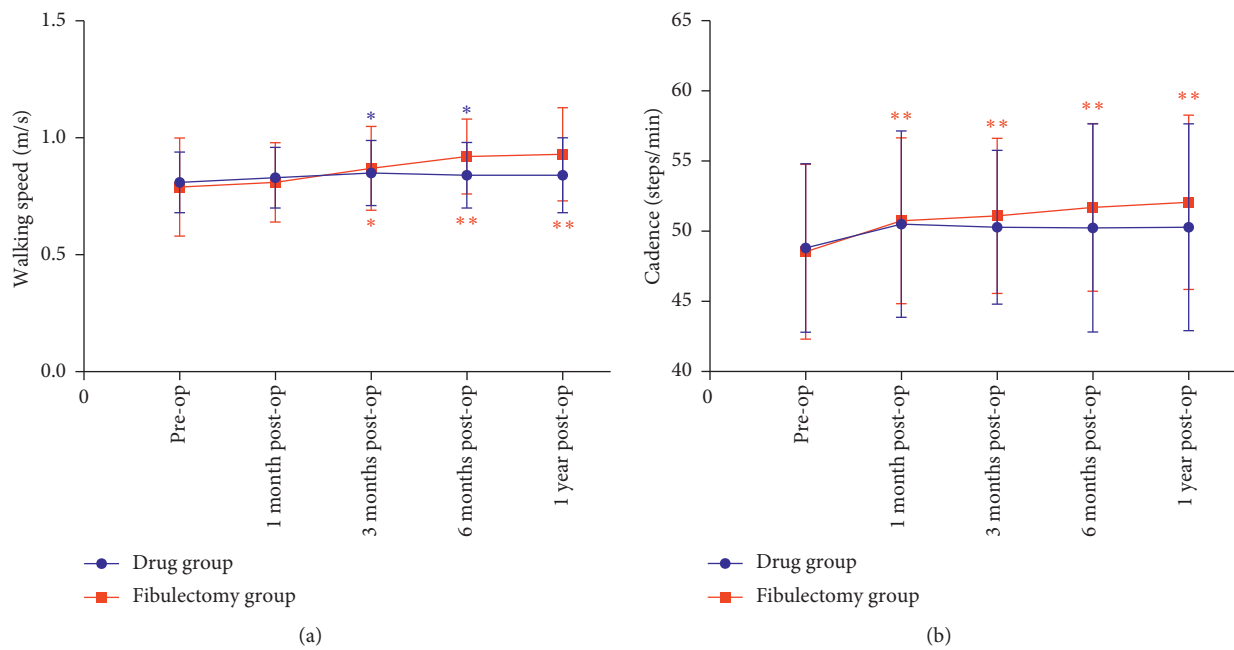 1.5
1.0
0.5
0.0
Walking speed (m/s)
*
*
*
**
**
0
Pre-op
1 month post-op
3 months post-op
6 months post-op
1 year post-op
Drug group
Fibulectomy group
(a)
65
60
55
50
45
40
Cadence (steps/min)
**
**
**
**
0
Pre-op
1 month post-op
3 months post-op
6 months post-op
1 year post-op
Drug group
Fibulectomy group
(b)